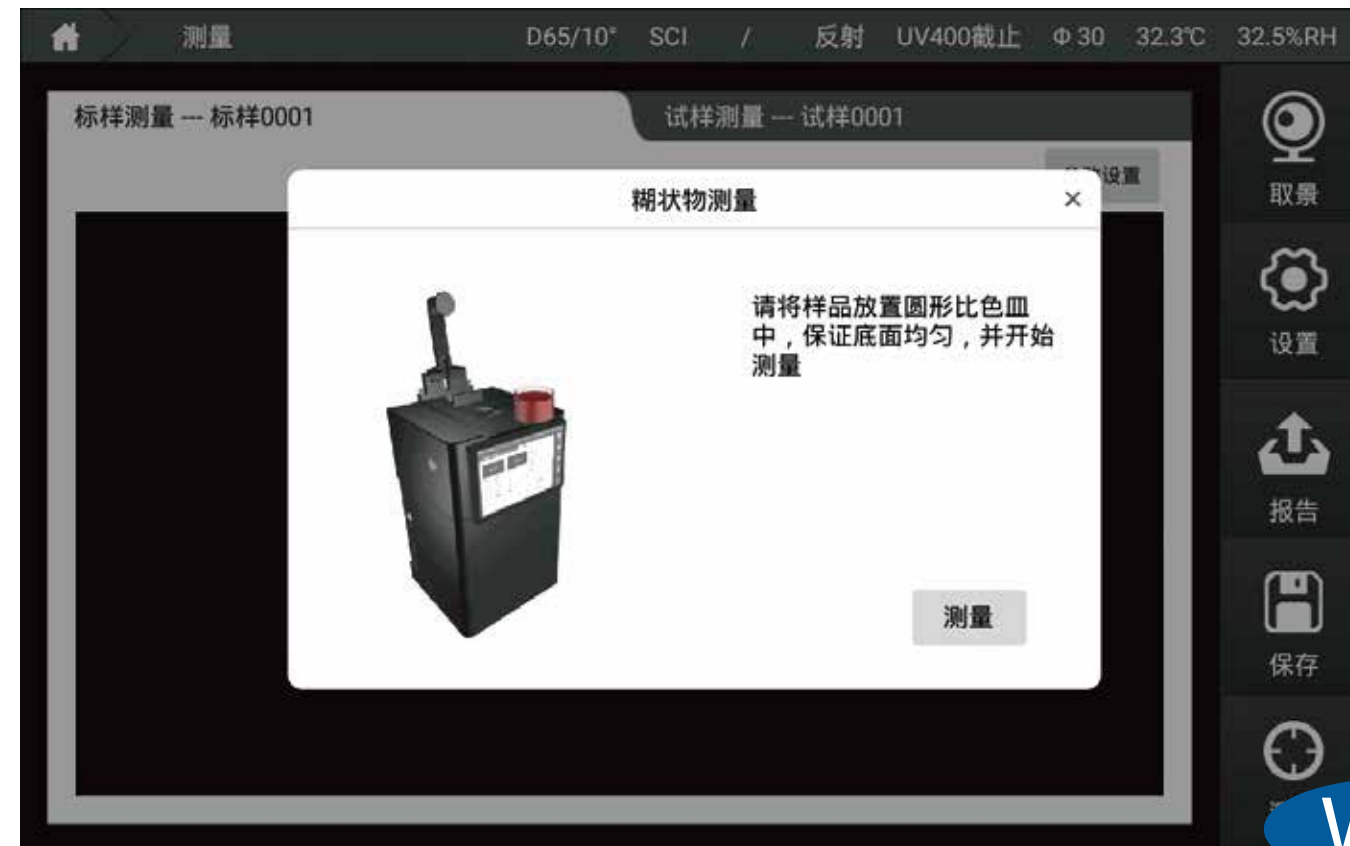 测量 D65/10° SCI / 反射 UV400截止 Φ30 32.3℃ 32.5%RH
标样测量 --- 标样0001
试样测量 --- 试样0001
设置
糊状物测量 ×
请将样品放置圆形比色皿
中，保证底面均匀，并开始
测量
测量
取景
设置
报告
保存